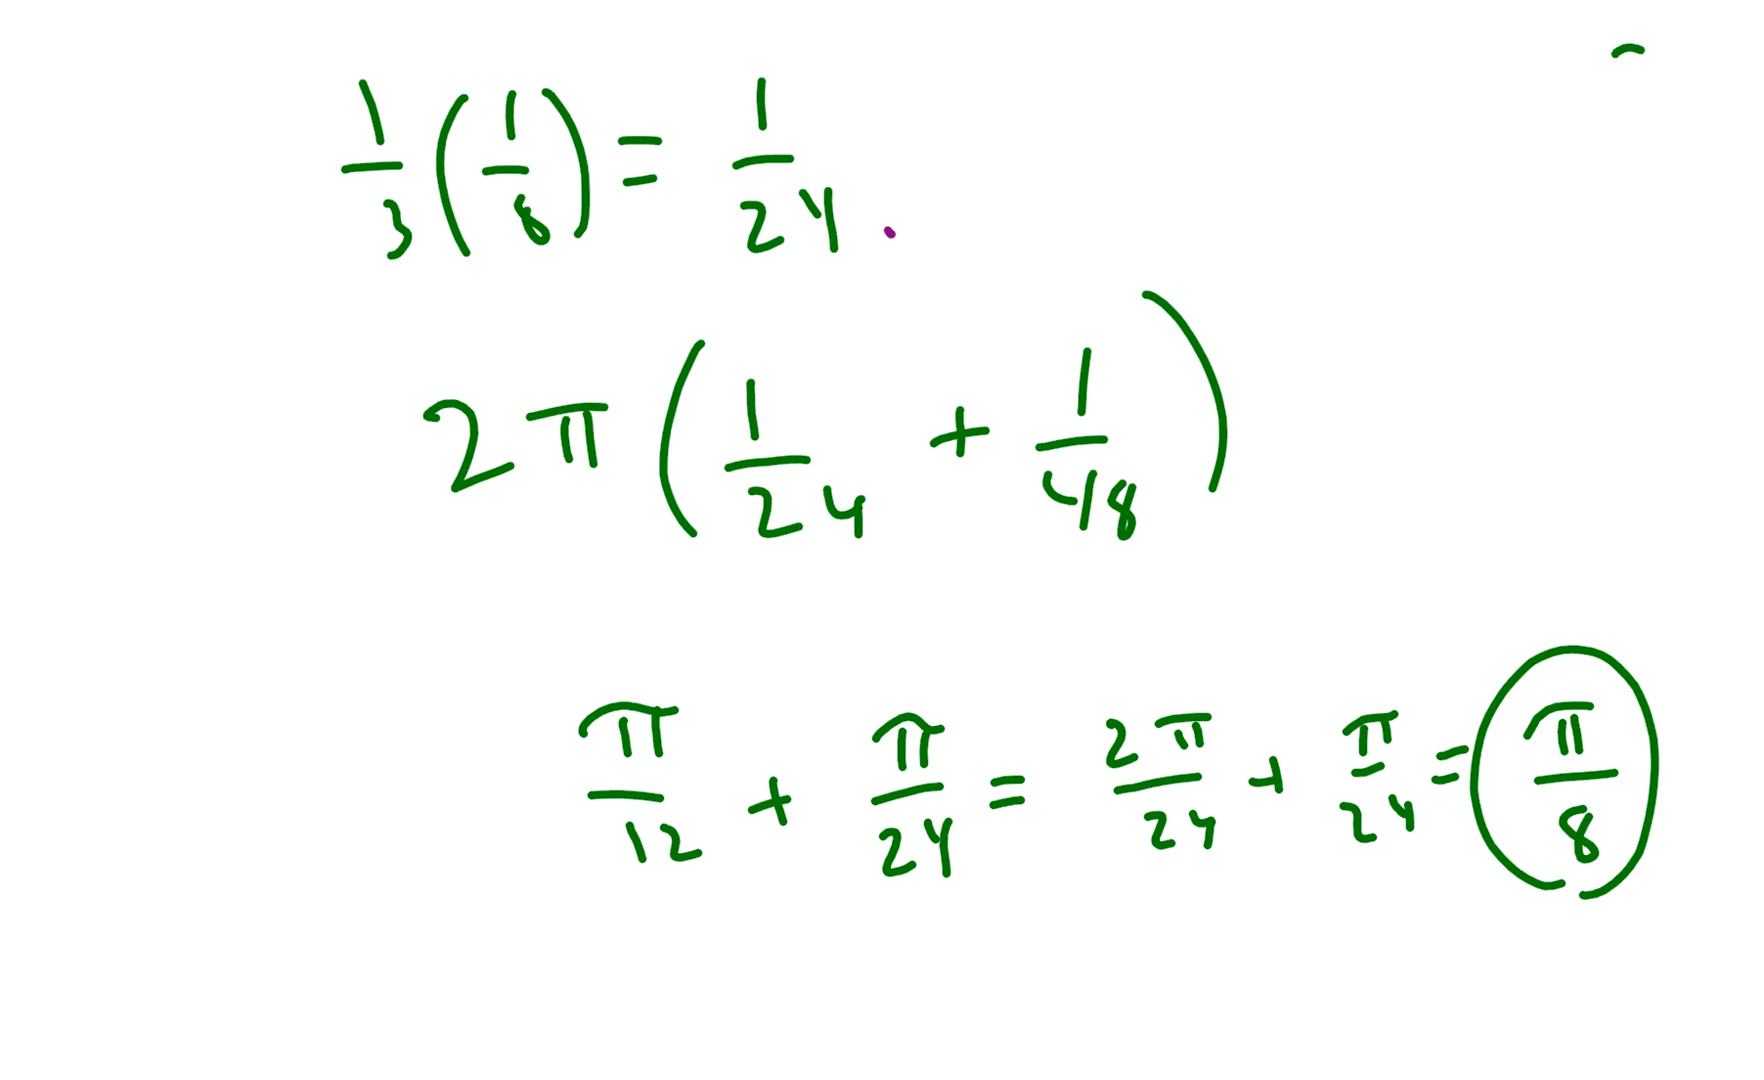 1/3 (1/8) = 1/24 .
2π (1/24 + 1/48)
π/12 + π/24 = 2π/24 + π/24 = π/8